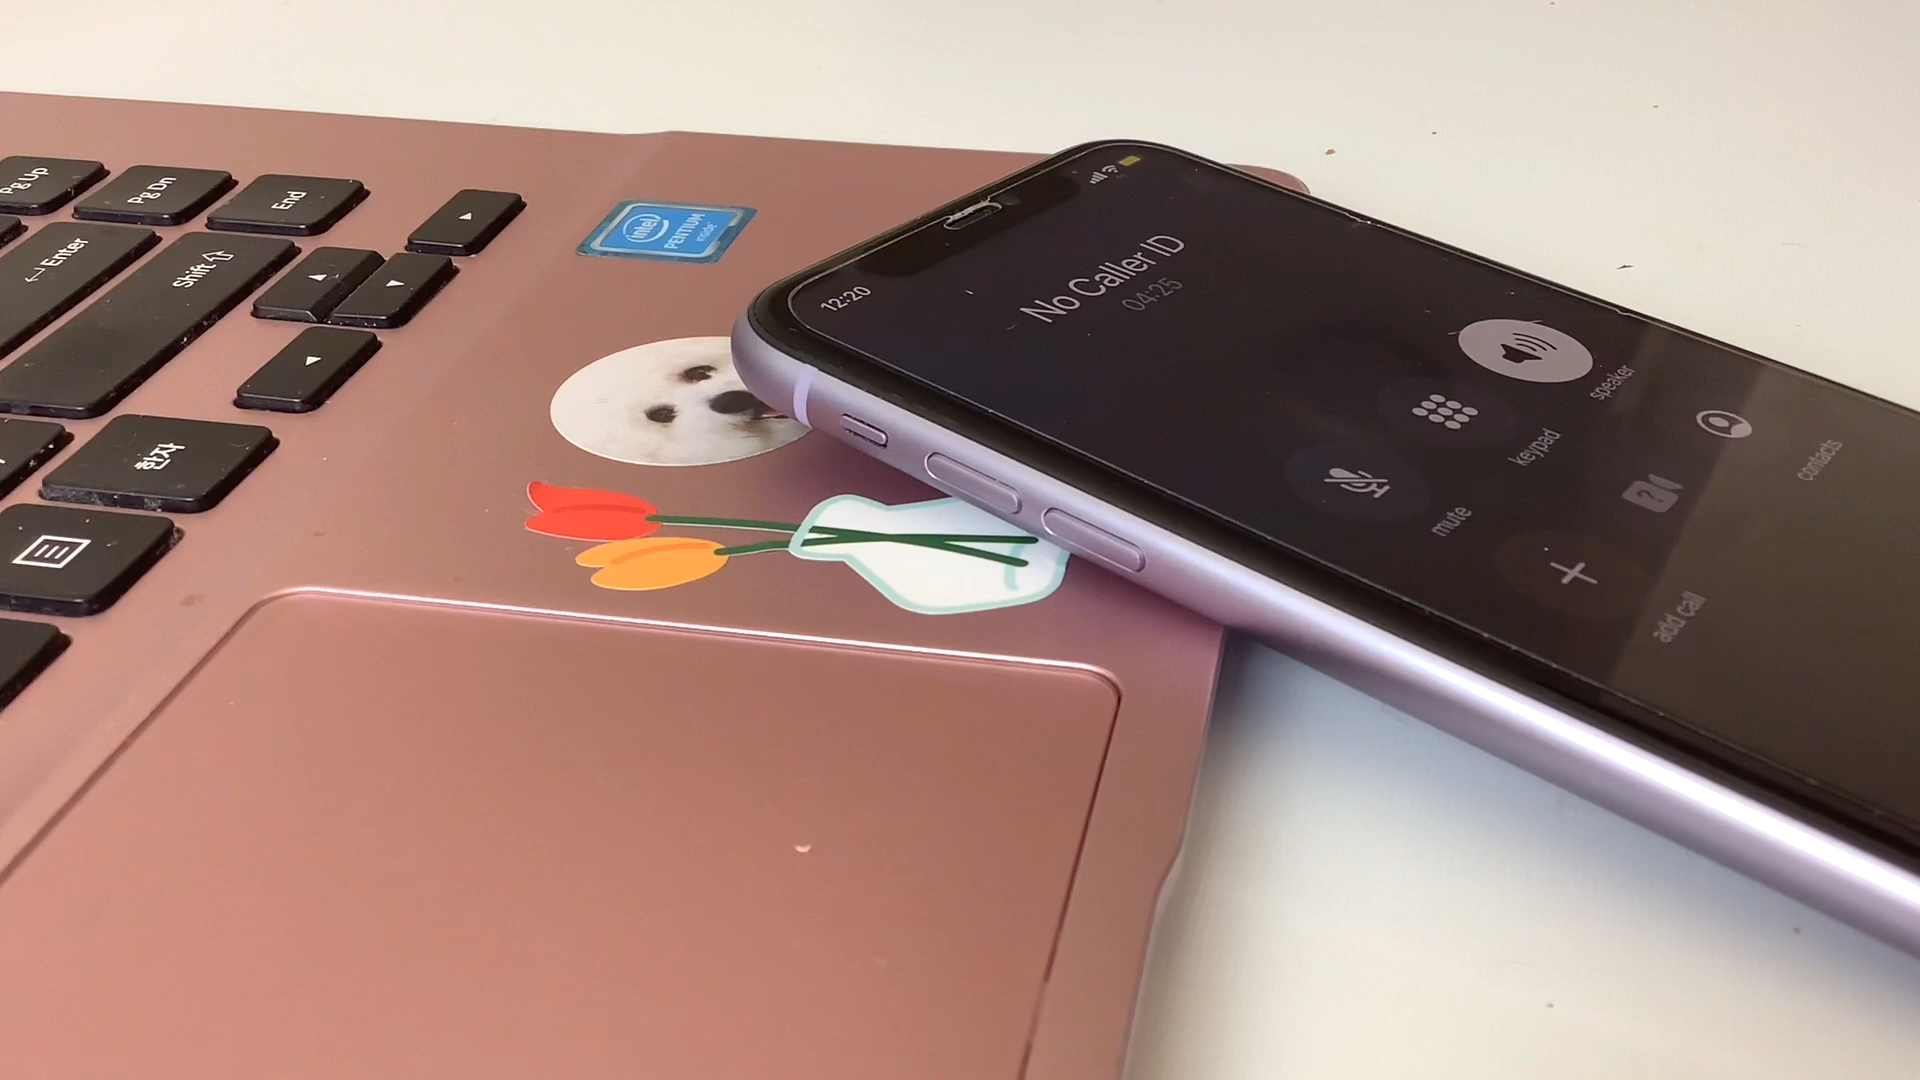 Pg Up
Pg Dn
End
Enter
Shift
한자
intel
PENTIUM
inside
12:20
No Caller ID
04:25
speaker
keypad
mute
contacts
add call